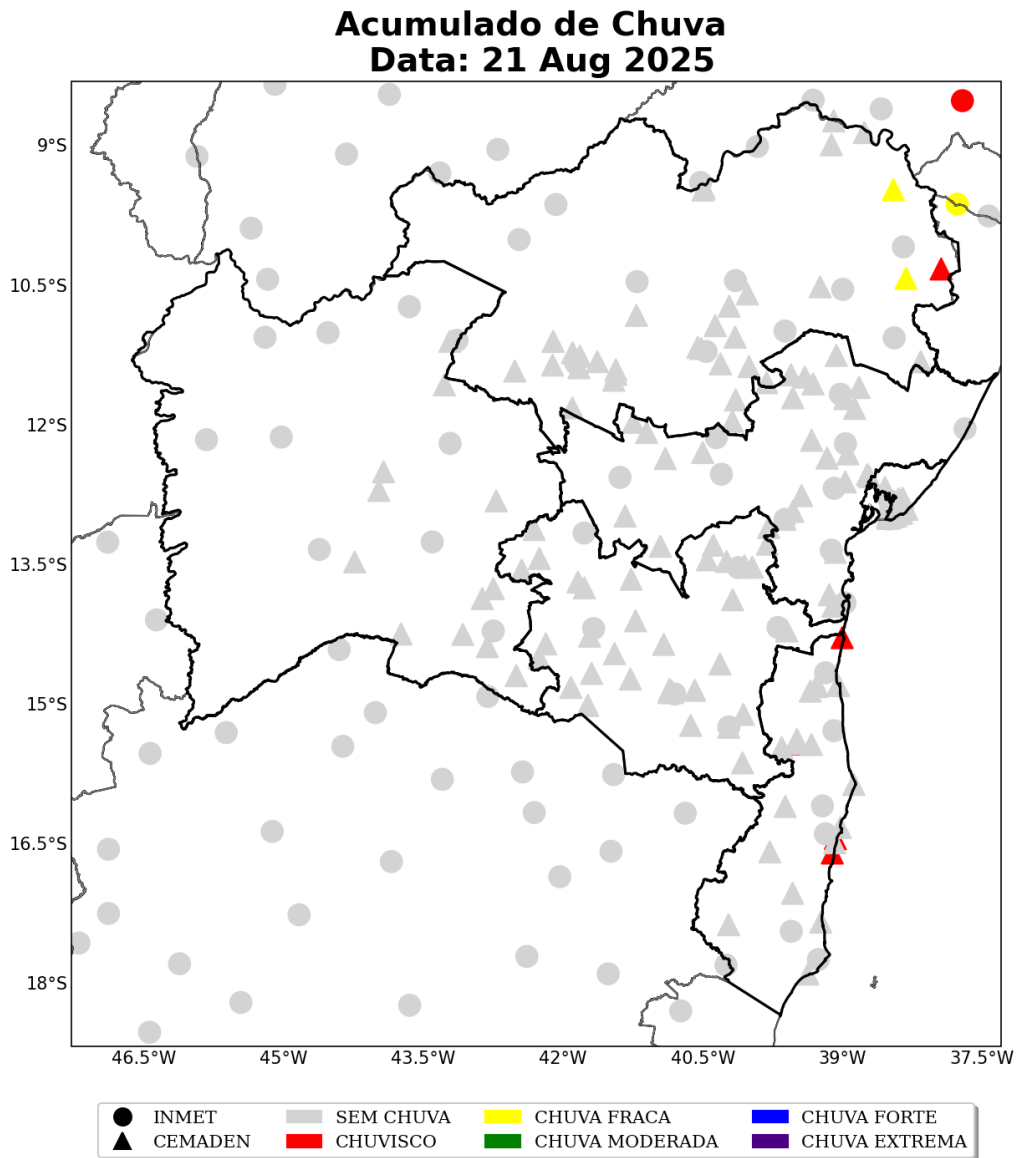 Acumulado de Chuva
Data: 21 Aug 2025
9°S
10.5°S
12°S
13.5°S
15°S
16.5°S
18°S
46.5°W 45°W 43.5°W 42°W 40.5°W 39°W 37.5°W
INMET SEM CHUVA CHUVA FRACA CHUVA FORTE
CEMADEN CHUVISCO CHUVA MODERADA CHUVA EXTREMA